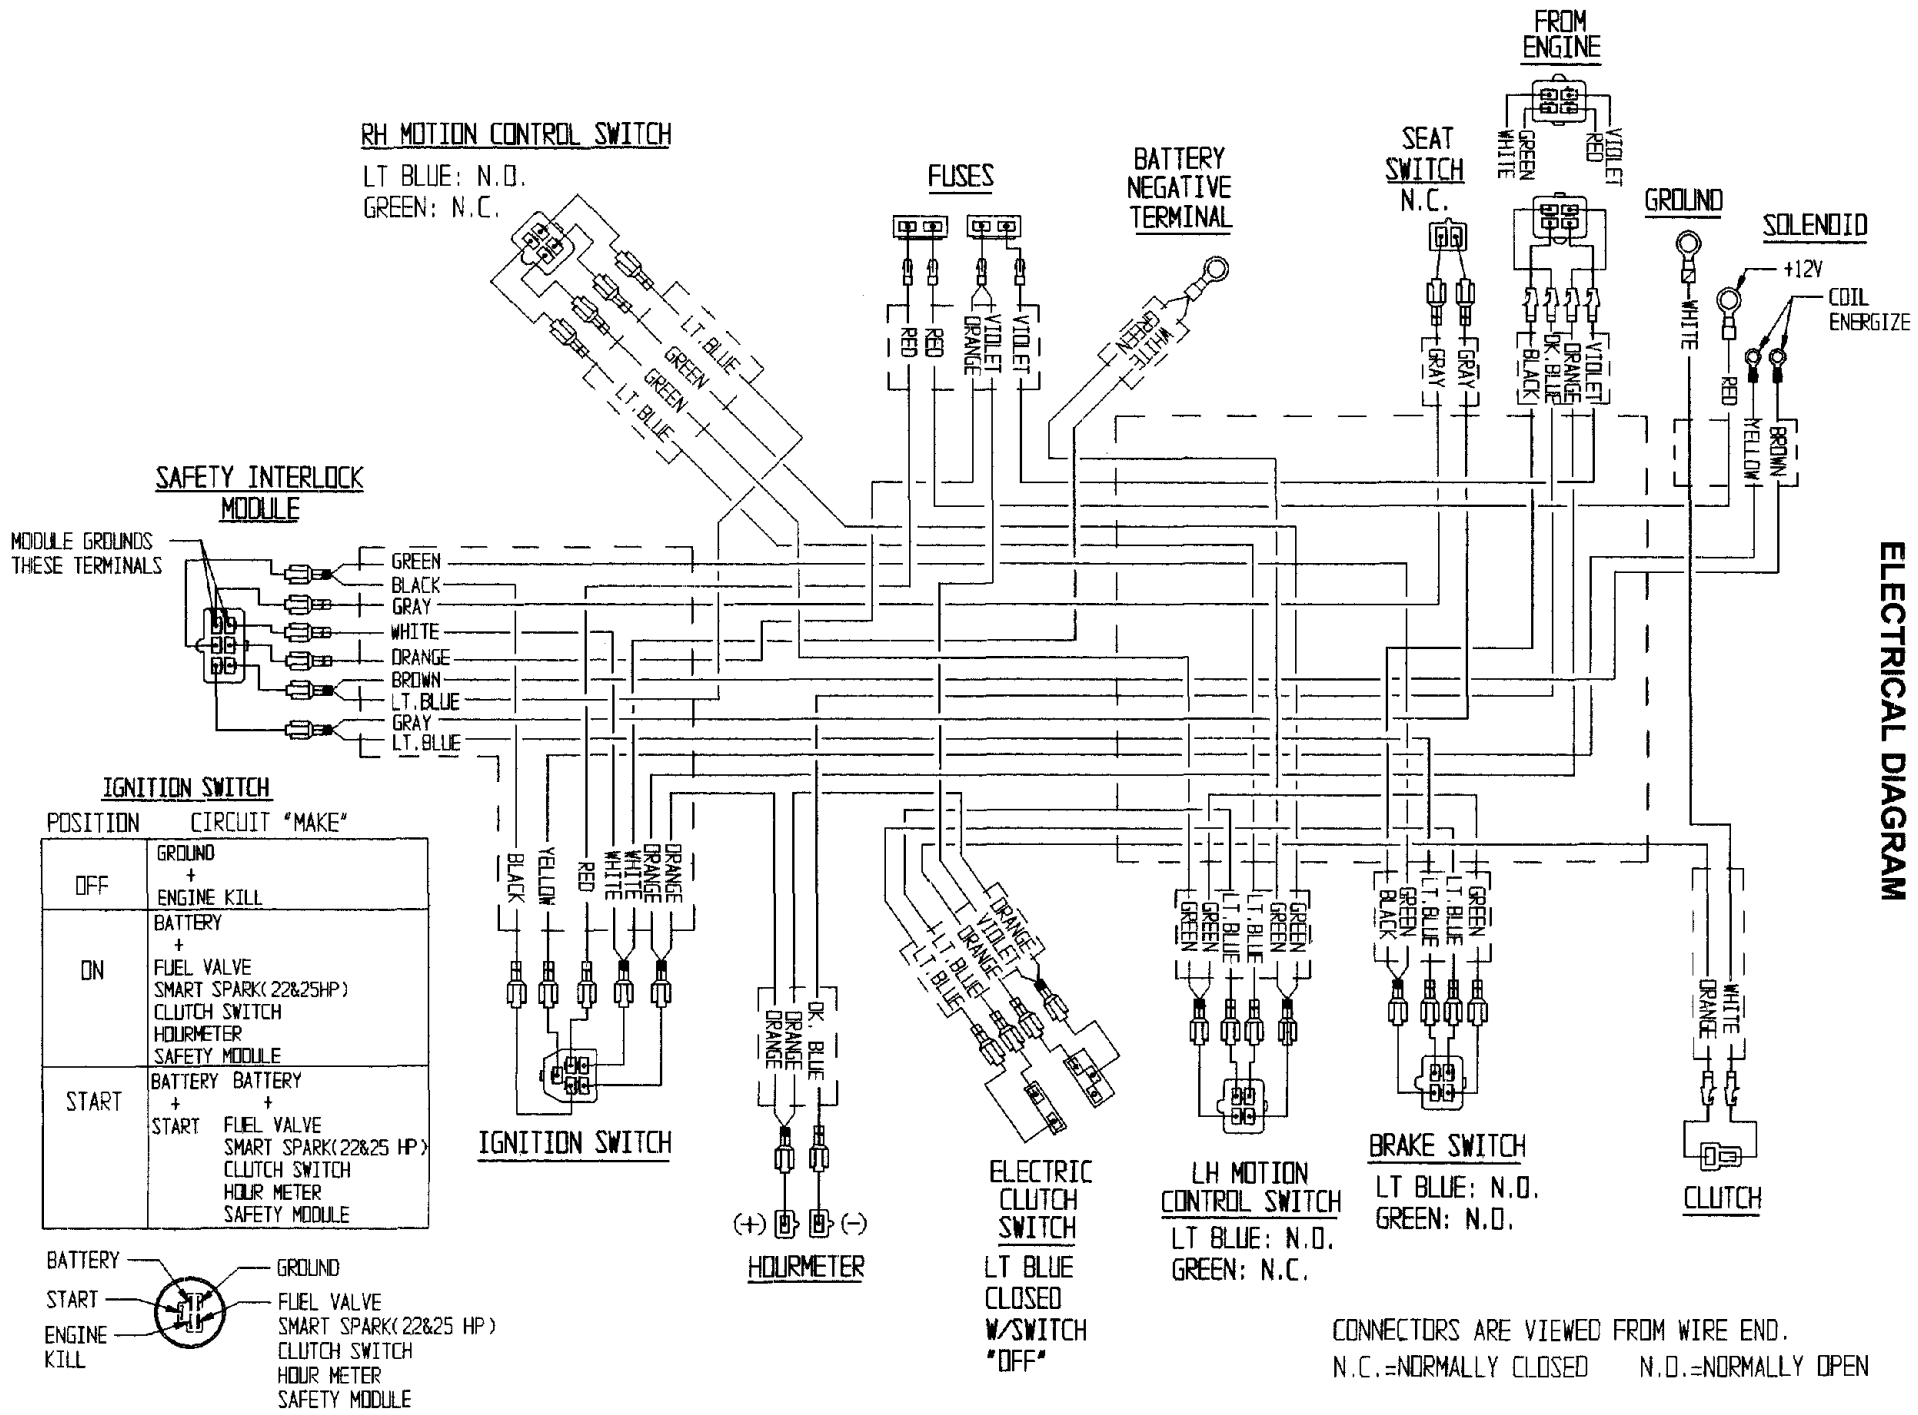 FROM
ENGINE
WHITE
GREEN
RED
VIOLET
RH MOTION CONTROL SWITCH
LT BLUE: N.O.
GREEN: N.C.
FUSES
BATTERY
NEGATIVE
TERMINAL
SEAT
SWITCH
N.C.
GROUND
SOLENOID
+12V
COIL
ENERGIZE
LT.BLUE
GREEN
GREEN
LT.BLUE
RED
RED
ORANGE
VIOLET
VIOLET
GREEN
WHITE
GRAY
GRAY
BLACK
DK BLUE
ORANGE
VIOLET
WHITE
RED
YELLOW
BROWN
ELECTRICAL DIAGRAM
SAFETY INTERLOCK
MODULE
MODULE GROUNDS
THESE TERMINALS
GREEN
BLACK
GRAY
WHITE
ORANGE
BROWN
LT.BLUE
GRAY
LT.BLUE
IGNITION SWITCH
POSITION
CIRCUIT "MAKE"
OFF
GROUND
+
ENGINE KILL
ON
BATTERY
+
FUEL VALVE
SMART SPARK(22&25HP)
CLUTCH SWITCH
HOURMETER
SAFETY MODULE
START
BATTERY BATTERY
+ +
START FUEL VALVE
SMART SPARK(22&25 HP)
CLUTCH SWITCH
HOUR METER
SAFETY MODULE
BATTERY
START
ENGINE
KILL
GROUND
FUEL VALVE
SMART SPARK(22&25 HP)
CLUTCH SWITCH
HOUR METER
SAFETY MODULE
BLACK
YELLOW
RED
WHITE
WHITE
ORANGE
ORANGE
IGNITION SWITCH
ORANGE
ORANGE
DK. BLUE
(+)
(-)
HOURMETER
LT BLUE
LT BLUE
ORANGE
VIOLET
ORANGE
ELECTRIC
CLUTCH
SWITCH
LT BLUE
CLOSED
W/SWITCH
"OFF"
GREEN
GREEN
LT.BLUE
LT.BLUE
GREEN
GREEN
LH MOTION
CONTROL SWITCH
LT BLUE: N.O.
GREEN: N.C.
BLACK
GREEN
LT.BLUE
LT.BLUE
GREEN
BRAKE SWITCH
LT BLUE: N.O.
GREEN: N.O.
ORANGE
WHITE
CLUTCH
CONNECTORS ARE VIEWED FROM WIRE END.
N.C.=NORMALLY CLOSED N.O.=NORMALLY OPEN